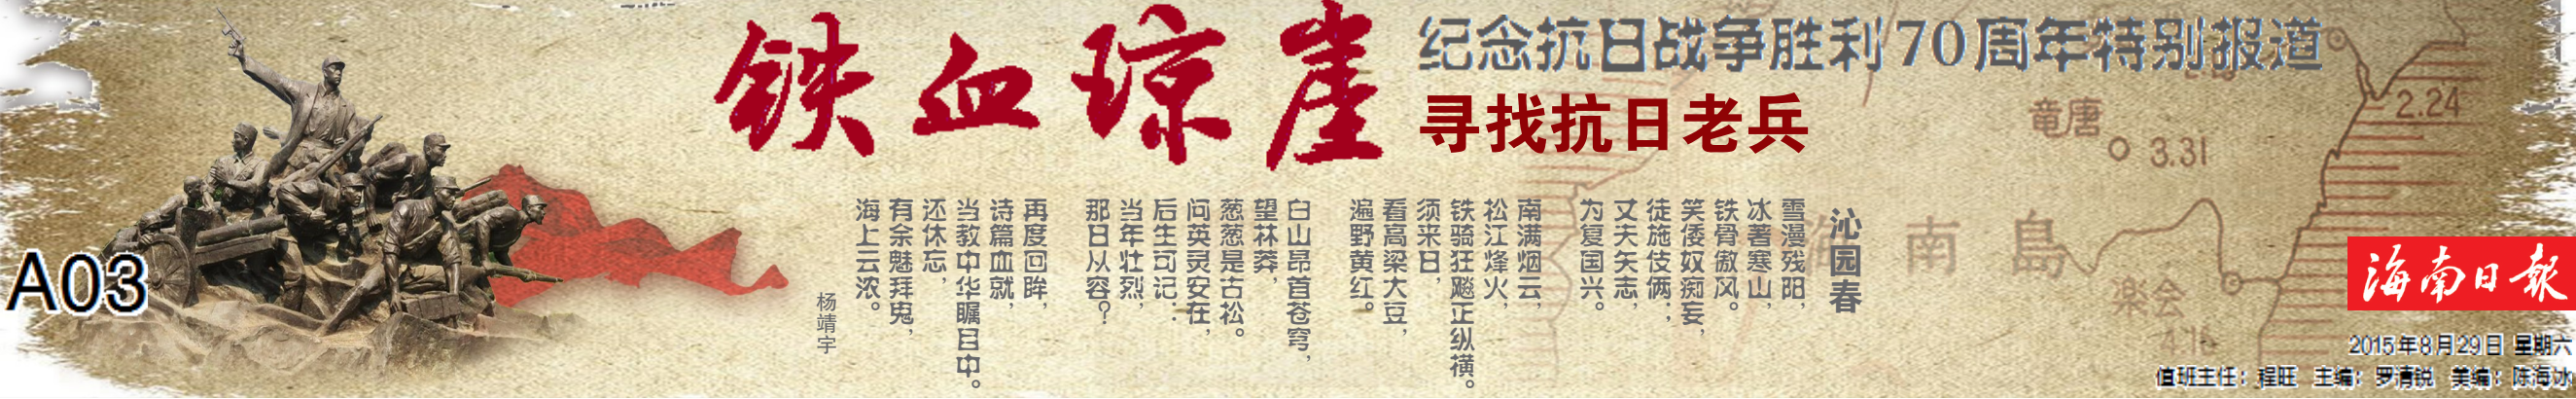 铁血琼崖
纪念抗日战争胜利70周年特别报道
寻找抗日老兵
沁园春
雪漫残阳,
冰著寒山,
铁骨傲风。
笑倭奴痴妄,
徒施伎俩;
丈夫矢志,
为复国兴。
南满烟云,
松江烽火,
铁骑狂飚正纵横。
须来日,
看高梁大豆,
遍野黄红。
白山昂首苍穹,
望林莽,
葱葱是古松。
问英灵安在,
后生可记:
当年壮烈,
那日从容?
再度回眸,
诗篇血就,
当教中华瞩目中。
还休忘,
有余魅拜鬼,
海上云浓。
杨靖宇
A03
竜唐
3.31
2.24
海南島
楽会
海南日報
2015年8月29日 星期六
值班主任：程旺 主编：罗清锐 美编：陈海冰